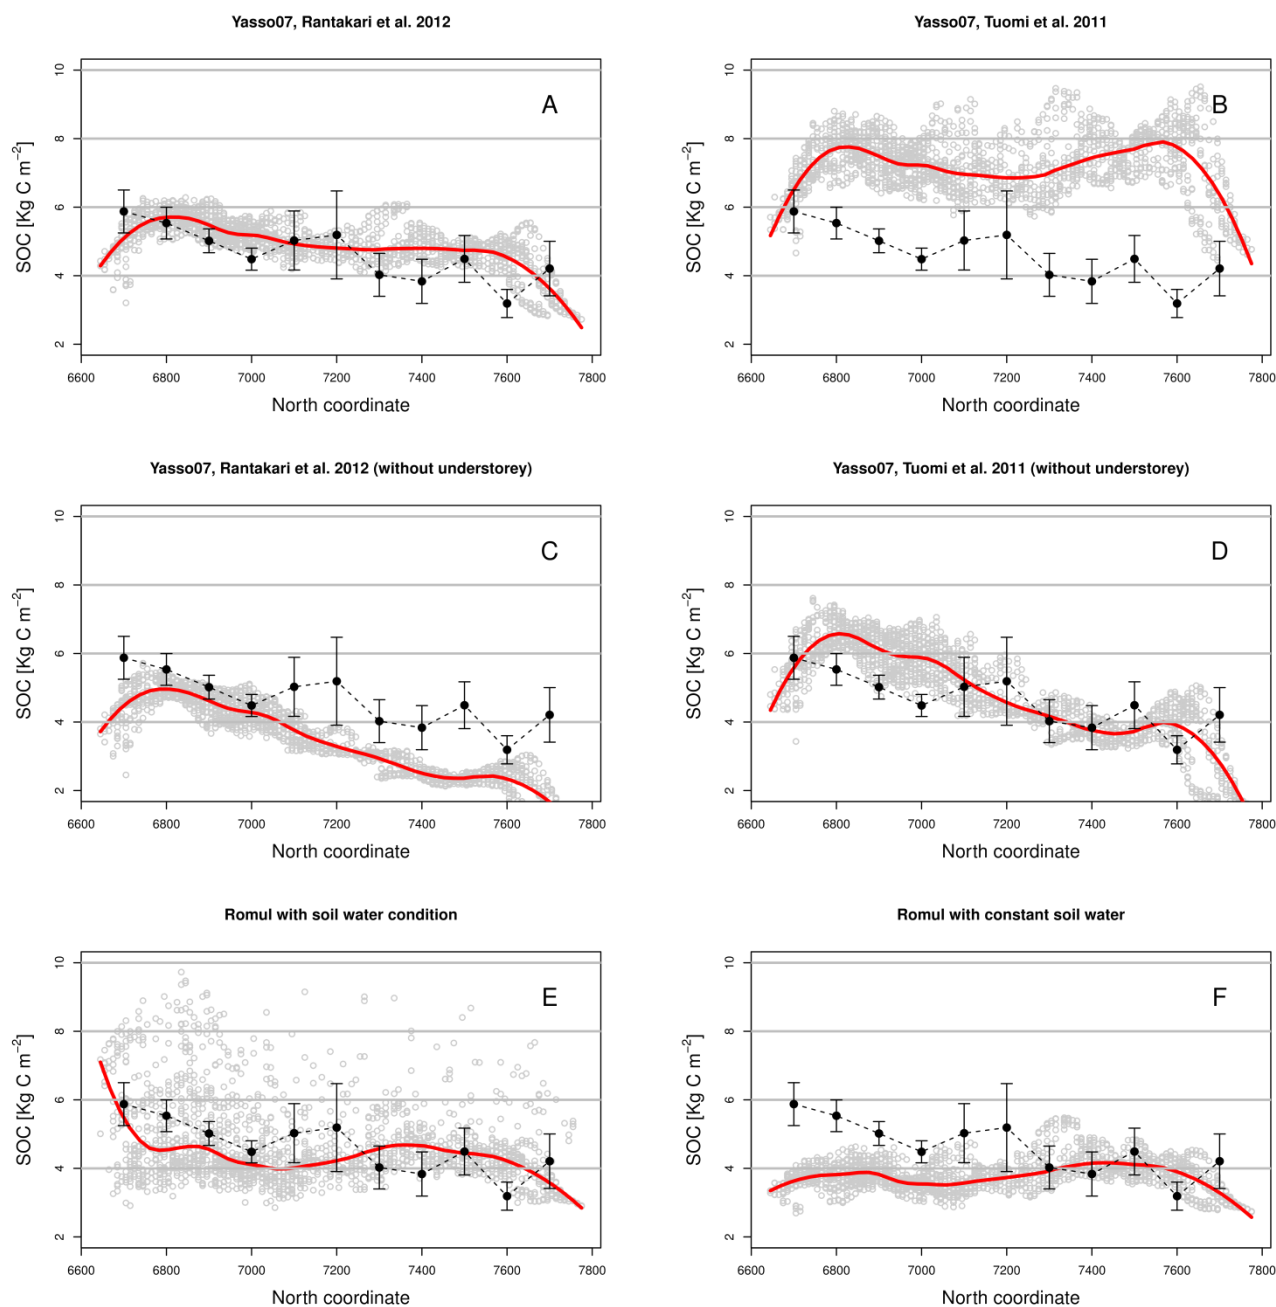 Yasso07, Rantakari et al. 2012
10
8
6
4
2
SOC [Kg C m−2]
A
6600 6800 7000 7200 7400 7600 7800
North coordinate
Yasso07, Tuomi et al. 2011
10
8
6
4
2
SOC [Kg C m−2]
B
6600 6800 7000 7200 7400 7600 7800
North coordinate
Yasso07, Rantakari et al. 2012 (without understorey)
10
8
6
4
2
SOC [Kg C m−2]
C
6600 6800 7000 7200 7400 7600 7800
North coordinate
Yasso07, Tuomi et al. 2011 (without understorey)
10
8
6
4
2
SOC [Kg C m−2]
D
6600 6800 7000 7200 7400 7600 7800
North coordinate
Romul with soil water condition
10
8
6
4
2
SOC [Kg C m−2]
E
6600 6800 7000 7200 7400 7600 7800
North coordinate
Romul with constant soil water
10
8
6
4
2
SOC [Kg C m−2]
F
6600 6800 7000 7200 7400 7600 7800
North coordinate